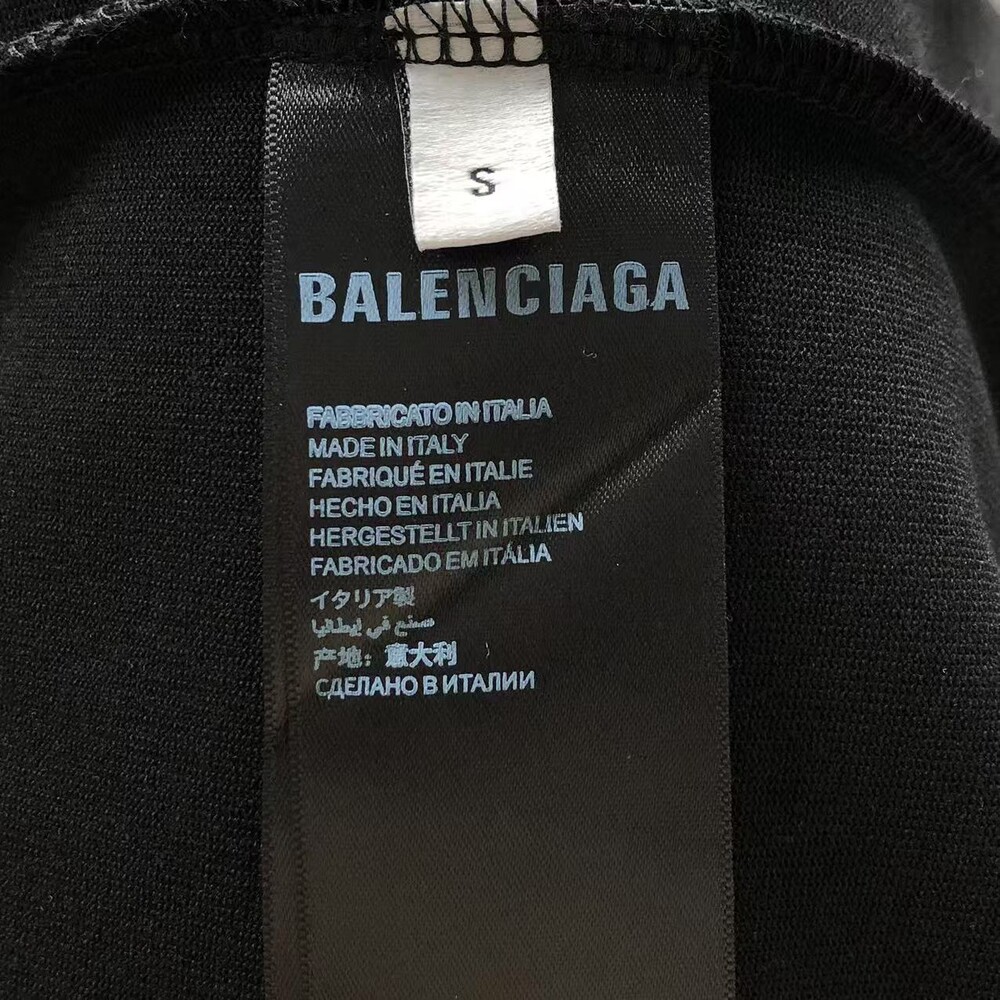 S
BALENCIAGA
FABBRICATO IN ITALIA
MADE IN ITALY
FABRIQUÉ EN ITALIE
HECHO EN ITALIA
HERGESTELLT IN ITALIEN
FABRICADO EM ITÁLIA
イタリア製
صنع في إيطاليا
产地：意大利
СДЕЛАНО В ИТАЛИИ